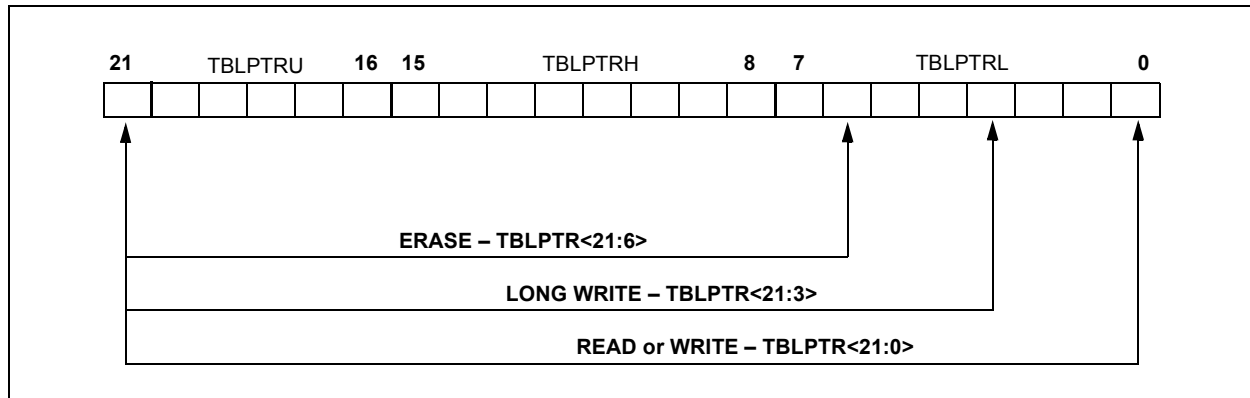 21 TBLPTRU 16 15 TBLPTRH 8 7 TBLPTRL 0
ERASE – TBLPTR<21:6>
LONG WRITE – TBLPTR<21:3>
READ or WRITE – TBLPTR<21:0>